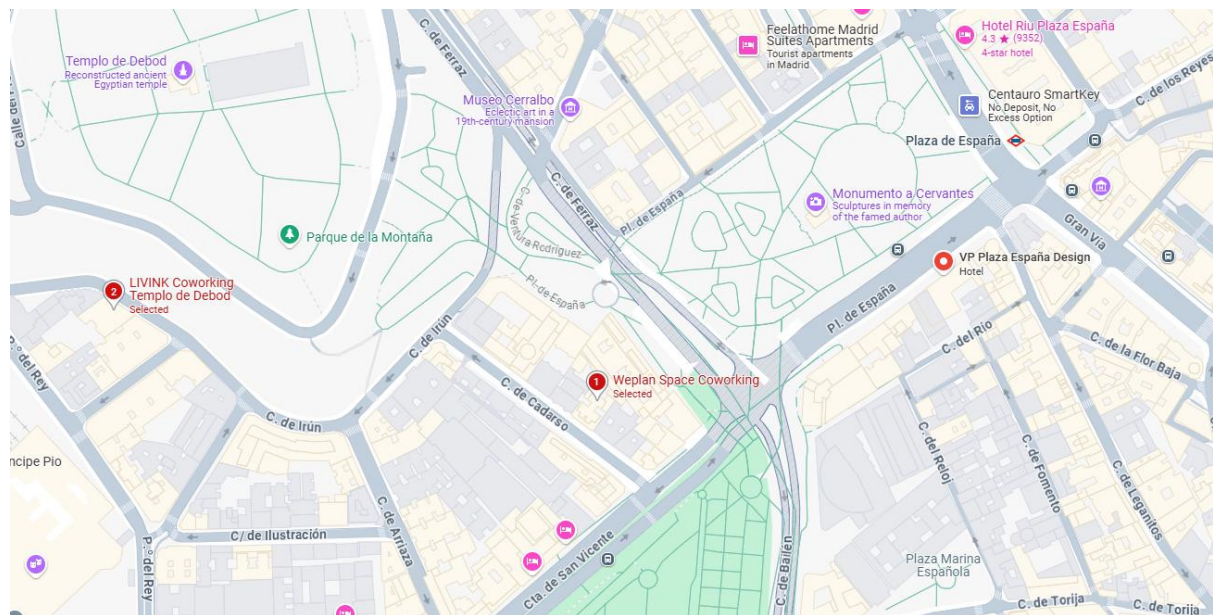 C. de Ferraz
Feelathome Madrid
Suites Apartments
Tourist apartments
in Madrid
Hotel Riu Plaza España
4.3 ★ (9352)
4-star hotel
Templo de Debod
Reconstructed ancient
Egyptian temple
C. de los Reyes
Museo Cerralbo
Eclectic art in a
19th-century mansion
Centauro SmartKey
No Deposit, No
Excess Option
Plaza de España
C. de Ferraz
C. de Ventura Rodríguez
Pl. de España
Monumento a Cervantes
Sculptures in memory
of the famed author
Gran Vía
Parque de la Montaña
VP Plaza España Design
Hotel
LIVINK Coworking
Templo de Debod
Selected
2
Pl. de España
Pl. de España
C. de Irún
C. del Río
C. de la Flor Baja
P.º del Rey
1
Weplan Space Coworking
Selected
C. de Cadarso
C. de Irún
C. del Reloj
C. de Fomento
C. de Leganitos
ncipe Pio
C. de Arriaza
C/ de Ilustración
P.º del Rey
Cta. de San Vicente
C. de Bailén
Plaza Marina
Española
C. de Torija
C. de Torija